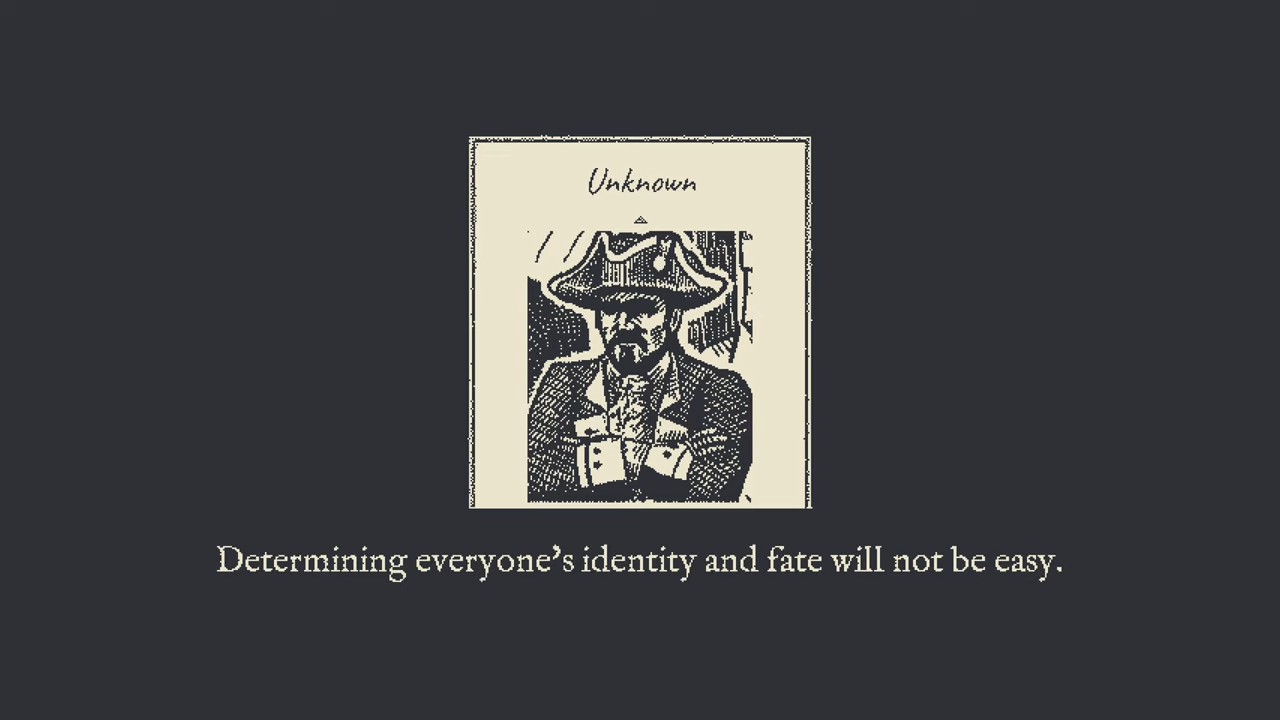 Unknown
Determining everyone’s identity and fate will not be easy.